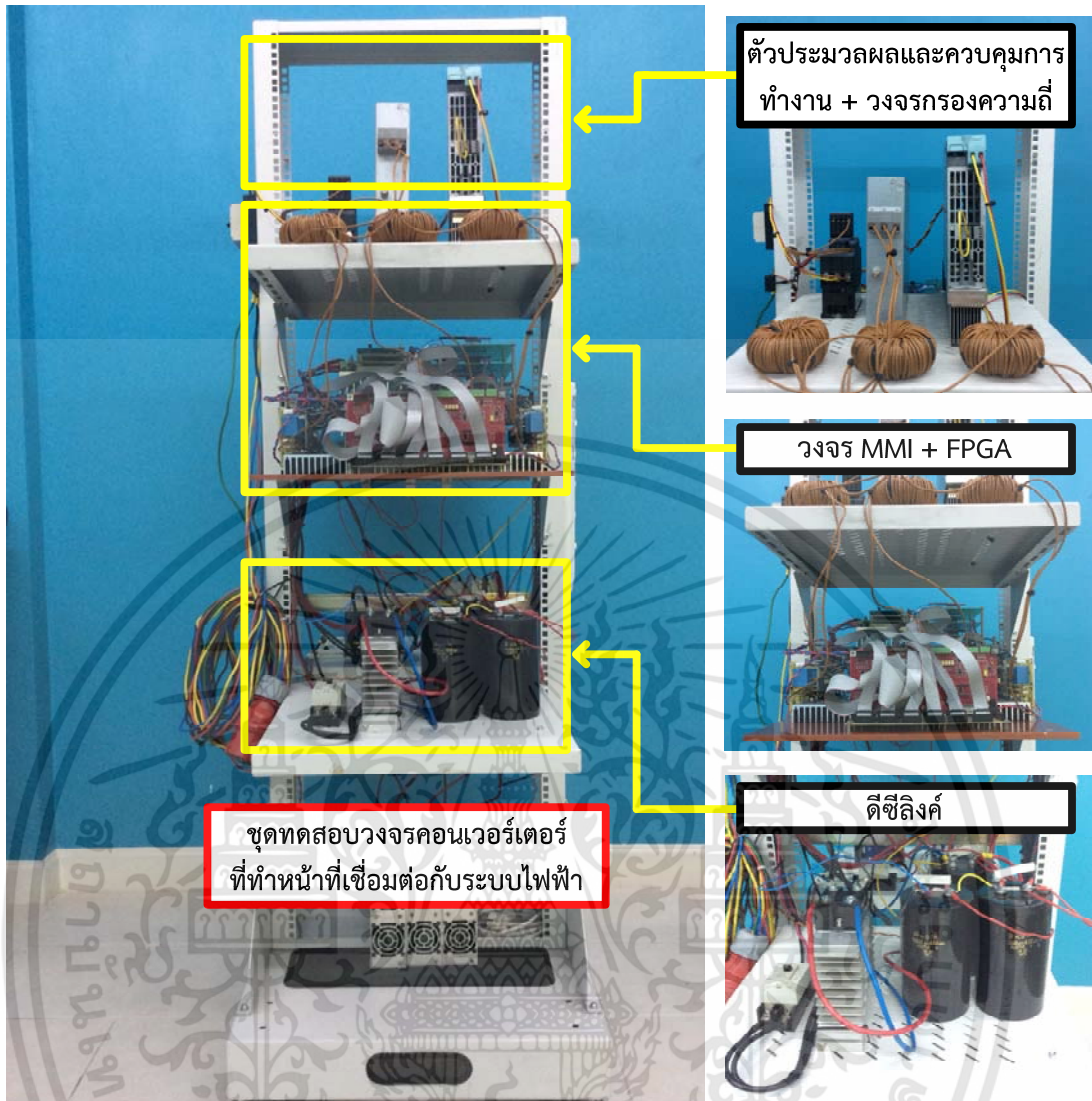 ตัวประมวลผลและควบคุมการ
ทำงาน + วงจรกรองความถี่
วงจร MMI + FPGA
ดีซีลิงค์
ชุดทดสอบวงจรคอนเวอร์เตอร์
ที่ทำหน้าที่เชื่อมต่อกับระบบไฟฟ้า